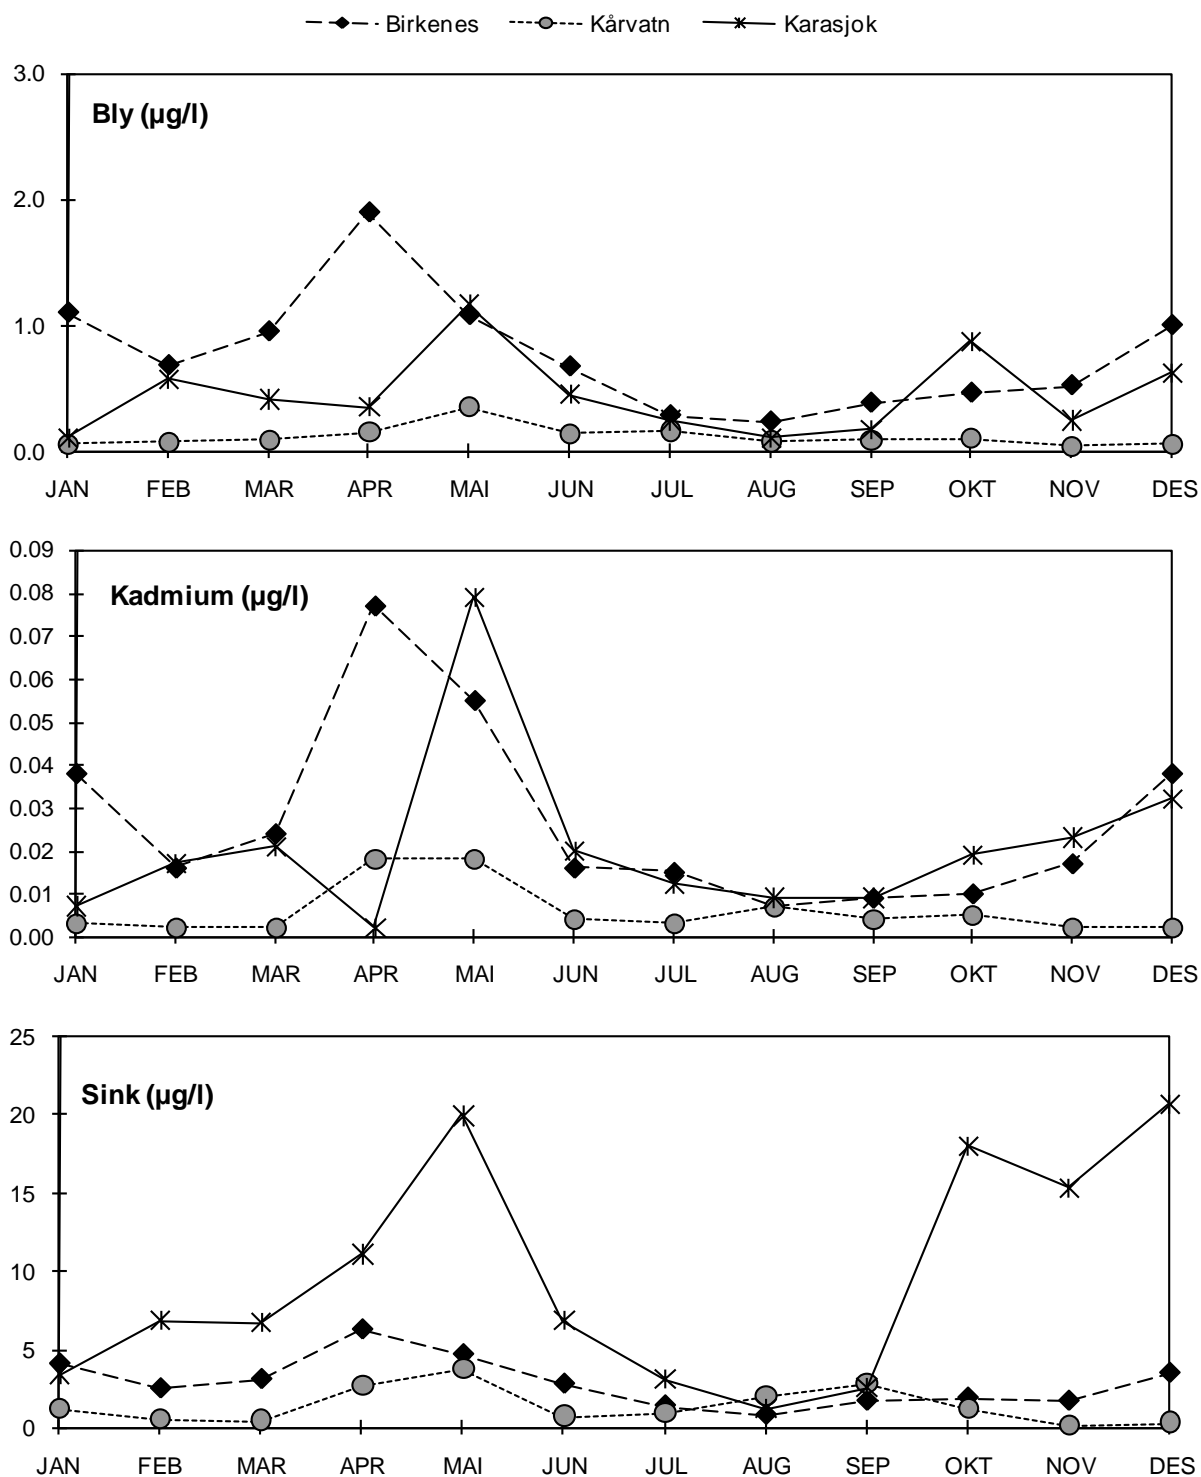 Birkenes Kårvatn Karasjok
3.0
Bly (µg/l)
2.0
1.0
0.0
JAN FEB MAR APR MAI JUN JUL AUG SEP OKT NOV DES
0.09
Kadmium (µg/l)
0.08
0.07
0.06
0.05
0.04
0.03
0.02
0.01
0.00
JAN FEB MAR APR MAI JUN JUL AUG SEP OKT NOV DES
25
Sink (µg/l)
20
15
10
5
0
JAN FEB MAR APR MAI JUN JUL AUG SEP OKT NOV DES